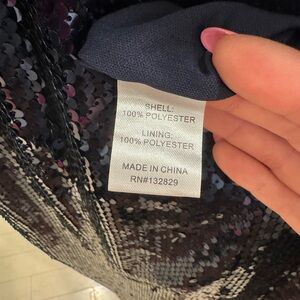 SHELL:
100% POLYESTER
LINING:
100% POLYESTER
MADE IN CHINA
RN#132829